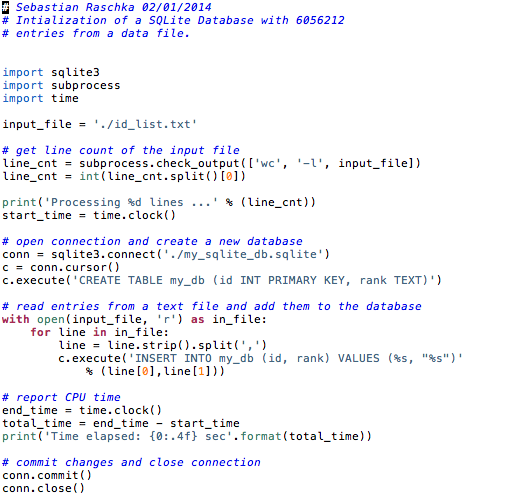 # Sebastian Raschka 02/01/2014
# Intialization of a SQLite Database with 6056212
# entries from a data file.
import sqlite3
import subprocess
import time
input_file = './id_list.txt'
# get line count of the input file
line_cnt = subprocess.check_output(['wc', '-l', input_file])
line_cnt = int(line_cnt.split()[0])
print('Processing %d lines ...' % (line_cnt))
start_time = time.clock()
# open connection and create a new database
conn = sqlite3.connect('./my_sqlite_db.sqlite')
c = conn.cursor()
c.execute('CREATE TABLE my_db (id INT PRIMARY KEY, rank TEXT)')
# read entries from a text file and add them to the database
with open(input_file, 'r') as in_file:
    for line in in_file:
        line = line.strip().split(',')
        c.execute('INSERT INTO my_db (id, rank) VALUES (%s, "%s")'
            % (line[0],line[1]))
# report CPU time
end_time = time.clock()
total_time = end_time - start_time
print('Time elapsed: {0:.4f} sec'.format(total_time))
# commit changes and close connection
conn.commit()
conn.close()